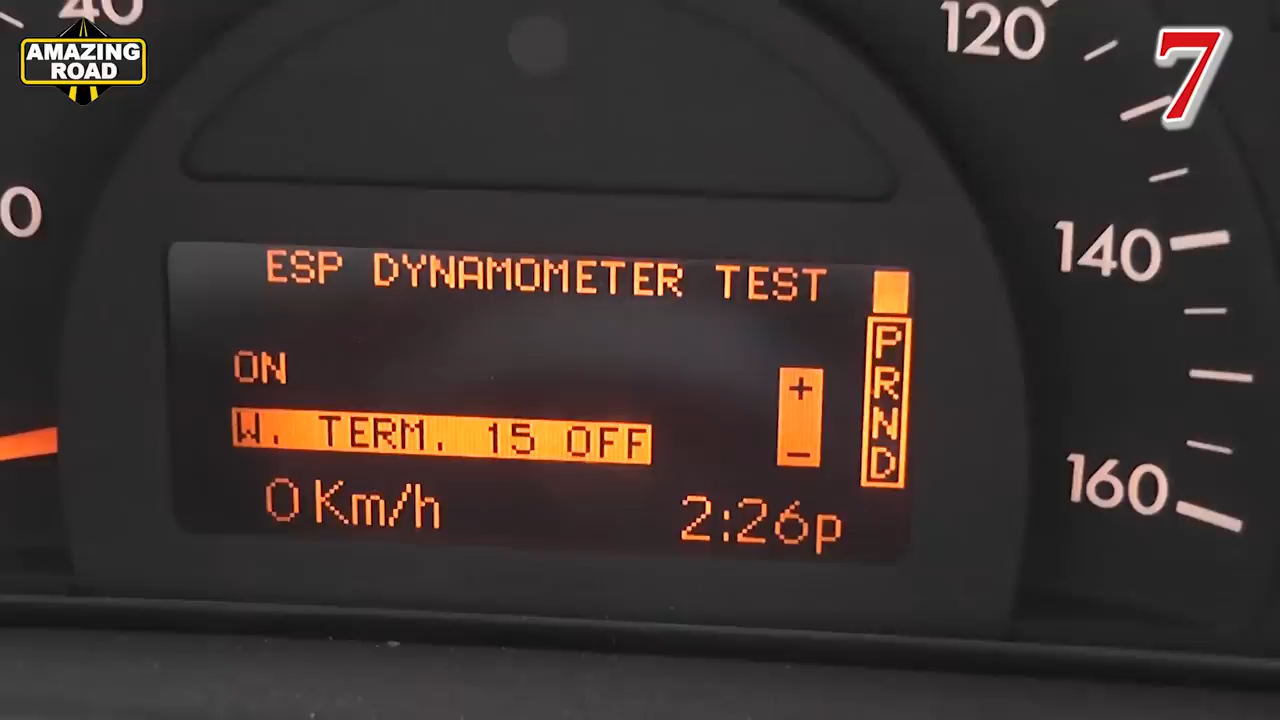 40
AMAZING
ROAD
120
7
0
140
ESP DYNAMOMETER TEST
P
R
N
D
ON
+
W. TERM. 15 OFF
-
160
0 Km/h
2:26p